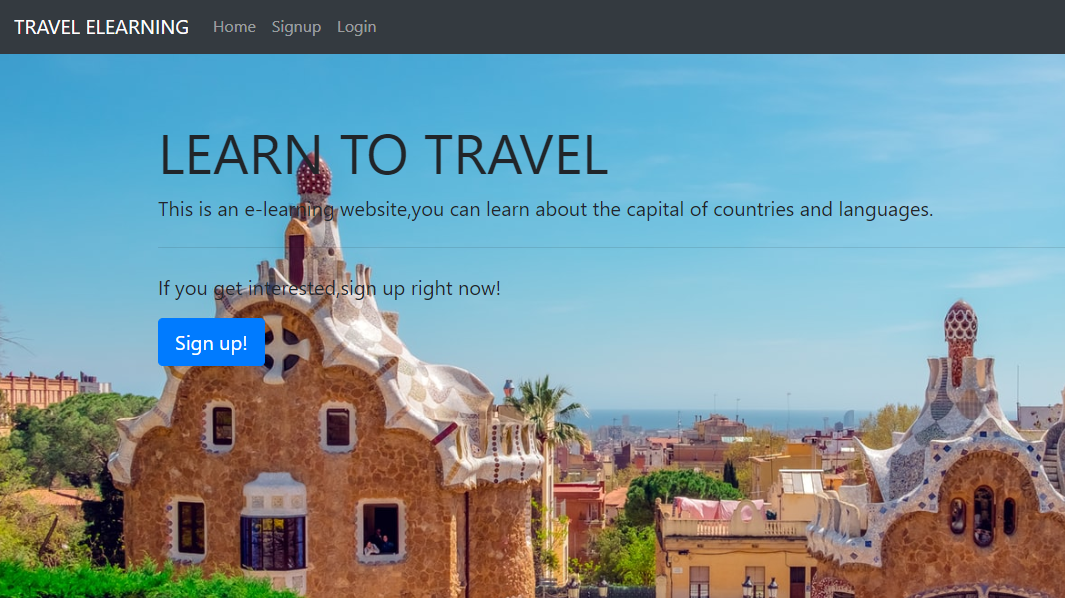 TRAVEL ELEARNING Home Signup Login
LEARN TO TRAVEL
This is an e-learning website,you can learn about the capital of countries and languages.
If you get interested,sign up right now!
Sign up!